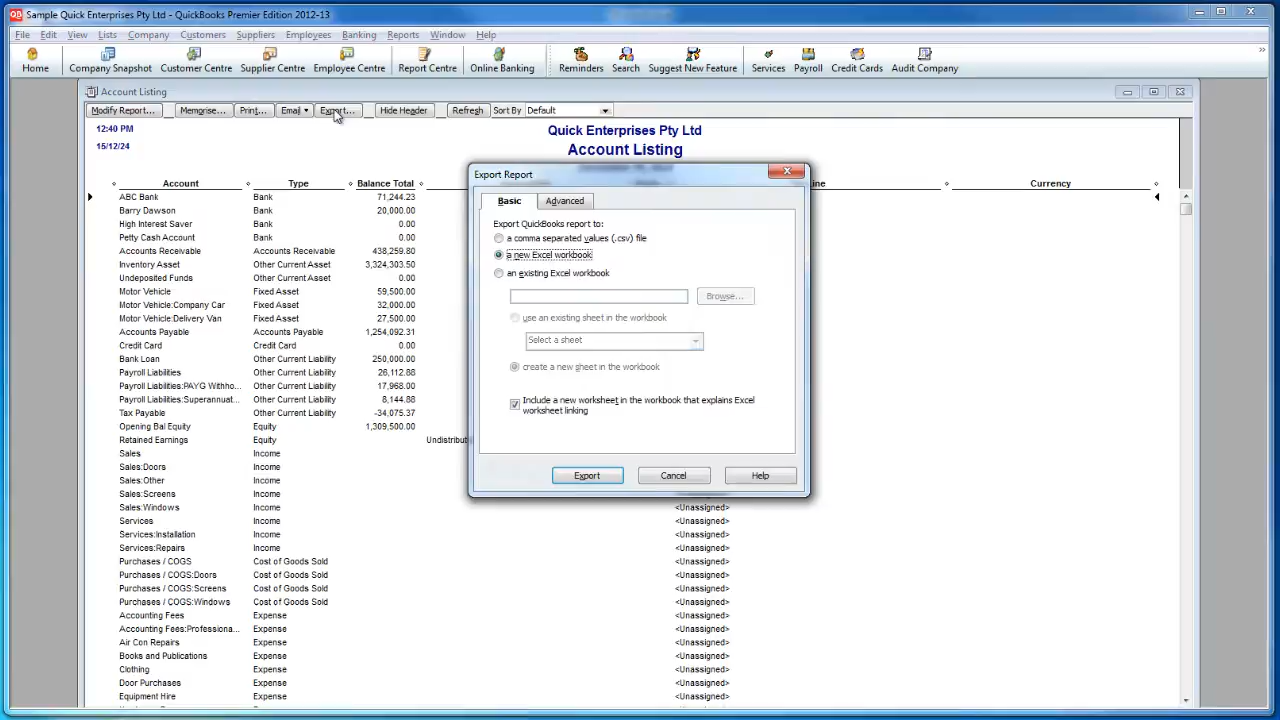 QB Sample Quick Enterprises Pty Ltd - QuickBooks Premier Edition 2012-13
File Edit View Lists Company Customers Suppliers Employees Banking Reports Window Help
Home Company Snapshot Customer Centre Supplier Centre Employee Centre Report Centre Online Banking Reminders Search Suggest New Feature Services Payroll Credit Cards Audit Company
Account Listing
Modify Report... Memorise... Print... Email Export... Hide Header Refresh Sort By Default
12:40 PM
15/12/24
Quick Enterprises Pty Ltd
Account Listing
Account Type Balance Total Line Currency
ABC Bank Bank 71,244.23
Barry Dawson Bank 20,000.00
High Interest Saver Bank 0.00
Petty Cash Account Bank 0.00
Accounts Receivable Accounts Receivable 438,259.80
Inventory Asset Other Current Asset 3,324,303.50
Undeposited Funds Other Current Asset 0.00
Motor Vehicle Fixed Asset 59,500.00
Motor Vehicle:Company Car Fixed Asset 32,000.00
Motor Vehicle:Delivery Van Fixed Asset 27,500.00
Accounts Payable Accounts Payable 1,254,092.31
Credit Card Credit Card 0.00
Bank Loan Other Current Liability 250,000.00
Payroll Liabilities Other Current Liability 26,112.88
Payroll Liabilities:PAYG Withho... Other Current Liability 17,968.00
Payroll Liabilities:Superannuat... Other Current Liability 8,144.88
Tax Payable Other Current Liability -34,075.37
Opening Bal Equity Equity 1,309,500.00
Retained Earnings Equity Undistribut
Sales Income
Sales:Doors Income
Sales:Other Income
Sales:Screens Income
Sales:Windows Income <Unassigned>
Services Income <Unassigned>
Services:Installation Income <Unassigned>
Services:Repairs Income <Unassigned>
Purchases / COGS Cost of Goods Sold <Unassigned>
Purchases / COGS:Doors Cost of Goods Sold <Unassigned>
Purchases / COGS:Screens Cost of Goods Sold <Unassigned>
Purchases / COGS:Windows Cost of Goods Sold <Unassigned>
Accounting Fees Expense <Unassigned>
Accounting Fees:Professiona... Expense <Unassigned>
Air Con Repairs Expense <Unassigned>
Books and Publications Expense <Unassigned>
Clothing Expense <Unassigned>
Door Purchases Expense <Unassigned>
Equipment Hire Expense <Unassigned>
Export Report
Basic Advanced
Export QuickBooks report to:
a comma separated values (.csv) file
a new Excel workbook
an existing Excel workbook
Browse...
use an existing sheet in the workbook
Select a sheet
create a new sheet in the workbook
Include a new worksheet in the workbook that explains Excel
worksheet linking
Export Cancel Help